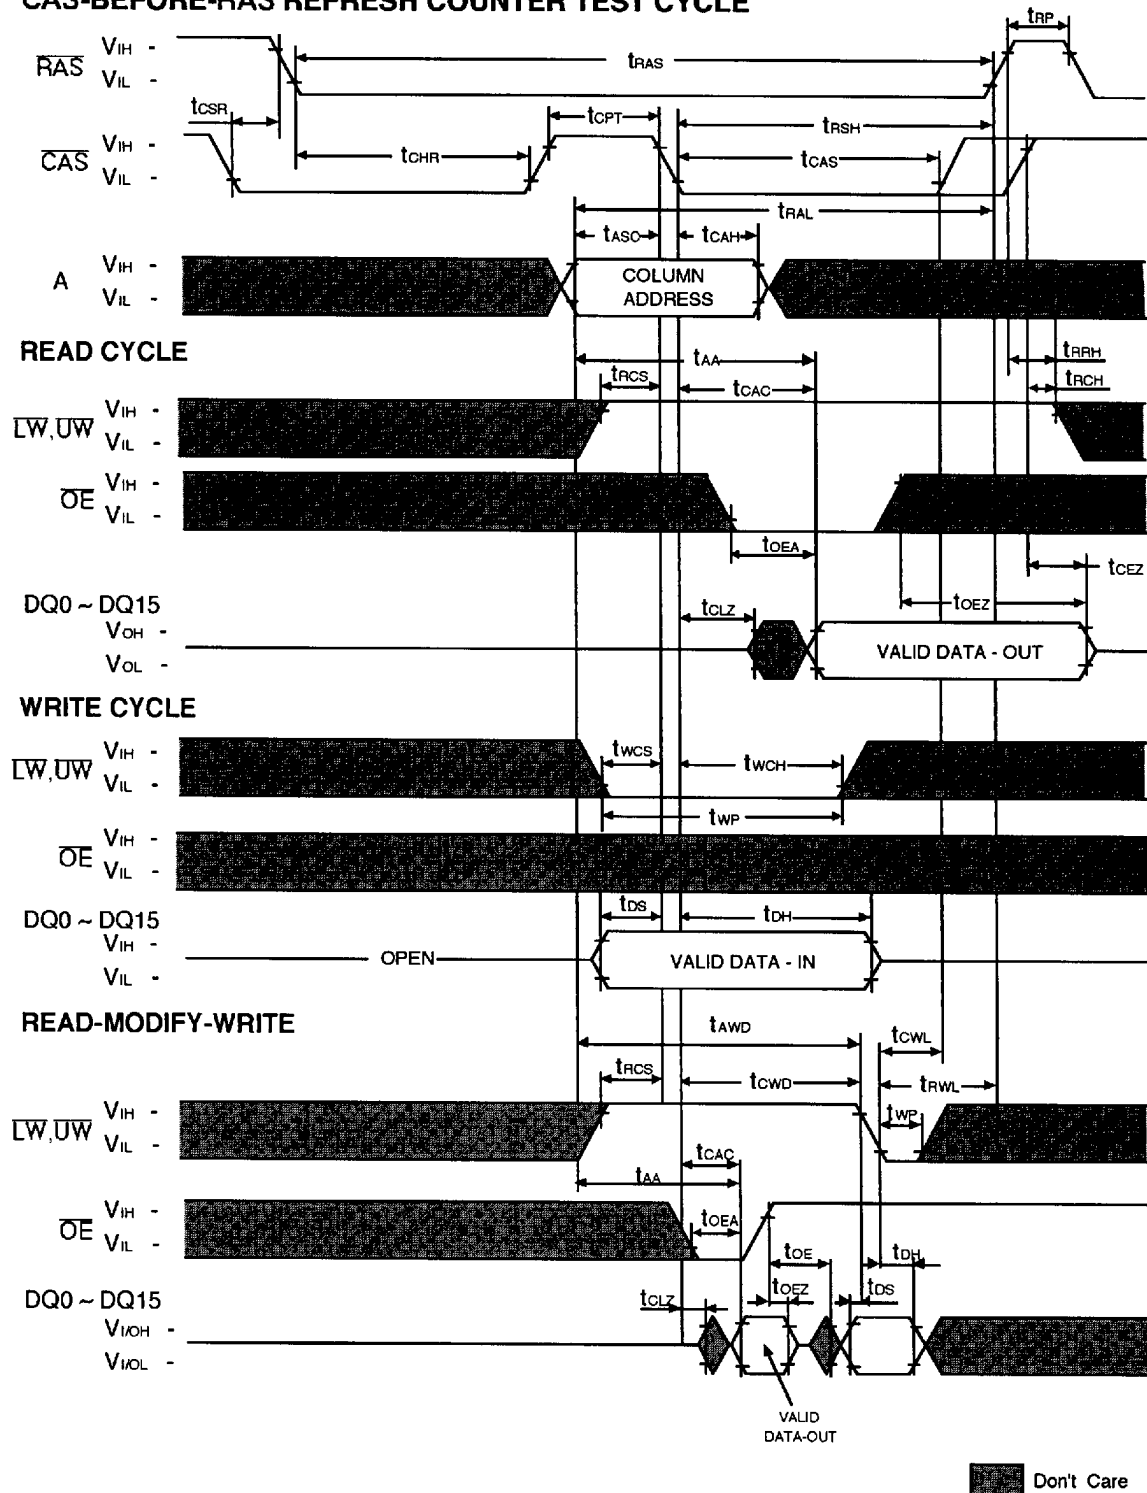 CAS-BEFORE-RAS REFRESH COUNTER TEST CYCLE
tRP
RAS VIH -
VIL -
tRAS
tCSR
tCPT
tRSH
CAS VIH -
VIL -
tCHR
tCAS
tRAL
tASC
tCAH
A VIH -
VIL -
COLUMN
ADDRESS
READ CYCLE
tAA
tRRH
tRCS
tCAC
tRCH
LW,UW VIH -
VIL -
OE VIH -
VIL -
tOEA
tCEZ
DQ0 ~ DQ15
tCLZ
tOEZ
VOH -
VOL -
VALID DATA - OUT
WRITE CYCLE
LW,UW VIH -
VIL -
tWCS
tWCH
tWP
OE VIH -
VIL -
DQ0 ~ DQ15
tDS
tDH
VIH -
VIL -
OPEN
VALID DATA - IN
READ-MODIFY-WRITE
tAWD
tCWL
tRCS
tCWD
tRWL
LW,UW VIH -
VIL -
tWP
tCAC
tAA
OE VIH -
VIL -
tOEA
tOE
tDH
DQ0 ~ DQ15
tCLZ
tOEZ
tDS
VI/OH -
VI/OL -
VALID
DATA-OUT
Don't Care